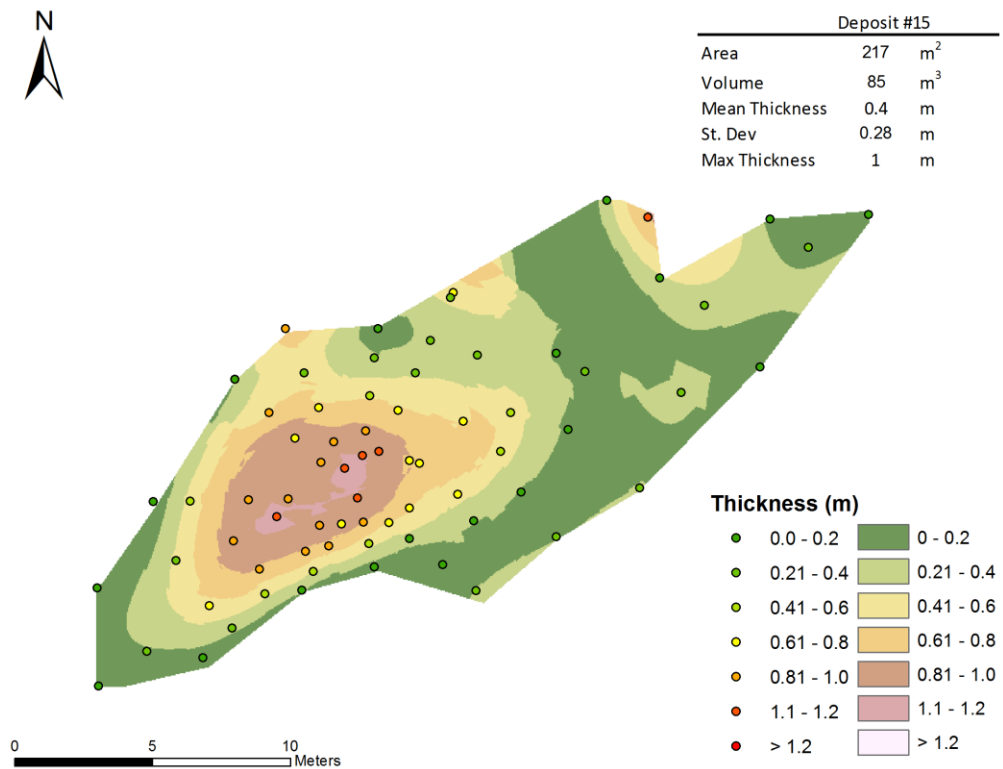 N
Deposit #15
Area 217 m²
Volume 85 m³
Mean Thickness 0.4 m
St. Dev 0.28 m
Max Thickness 1 m
Thickness (m)
0.0 - 0.2 0 - 0.2
0.21 - 0.4 0.21 - 0.4
0.41 - 0.6 0.41 - 0.6
0.61 - 0.8 0.61 - 0.8
0.81 - 1.0 0.81 - 1.0
1.1 - 1.2 1.1 - 1.2
> 1.2 > 1.2
0 5 10
Meters